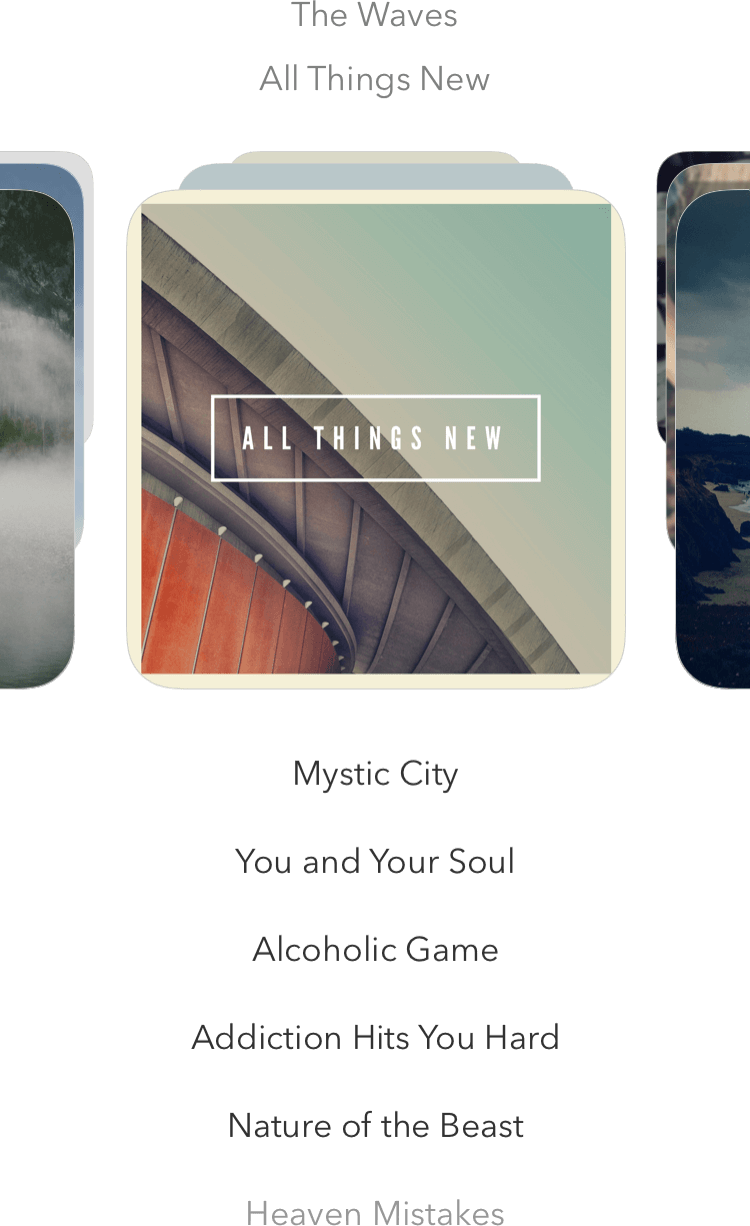 The Waves
All Things New
ALL THINGS NEW
Mystic City
You and Your Soul
Alcoholic Game
Addiction Hits You Hard
Nature of the Beast
Heaven Mistakes